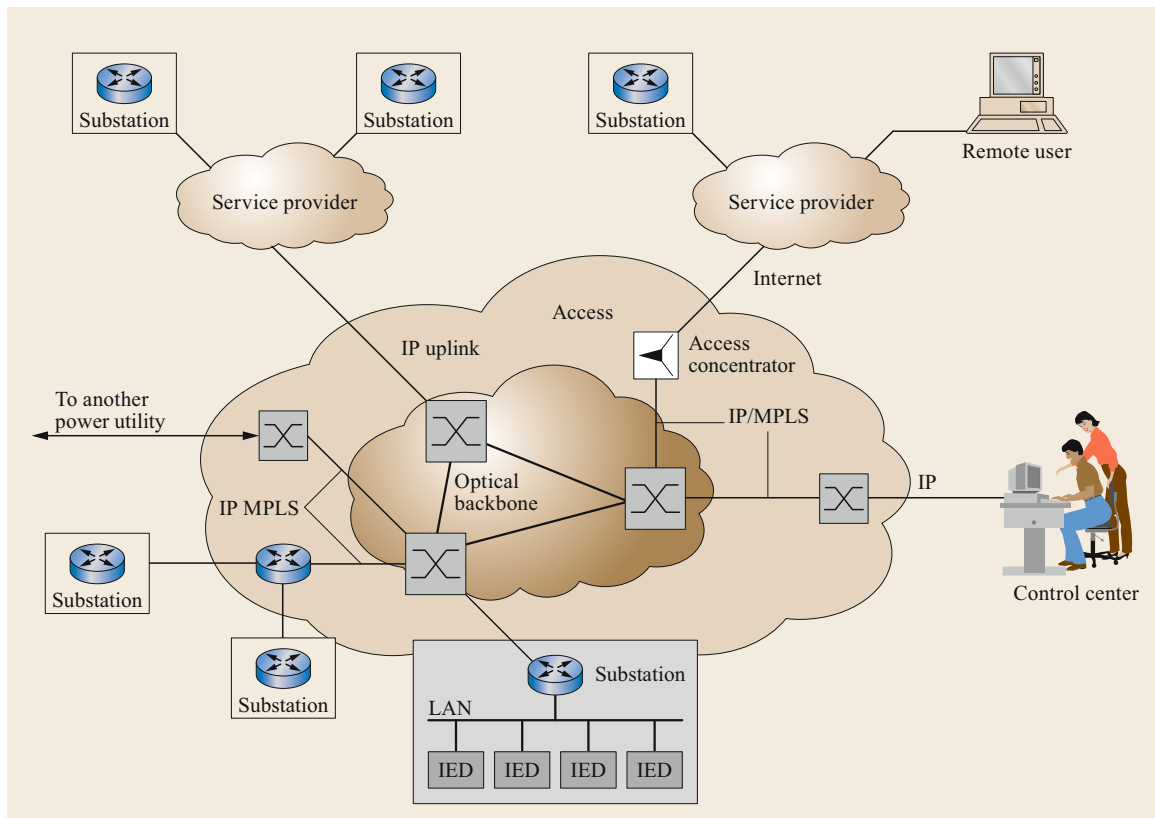 Substation
Substation
Substation
Remote user
Service provider
Service provider
Internet
Access
IP uplink
Access
concentrator
To another
power utility
IP/MPLS
Optical
backbone
IP
IP MPLS
Substation
Control center
Substation
Substation
LAN
IED
IED
IED
IED